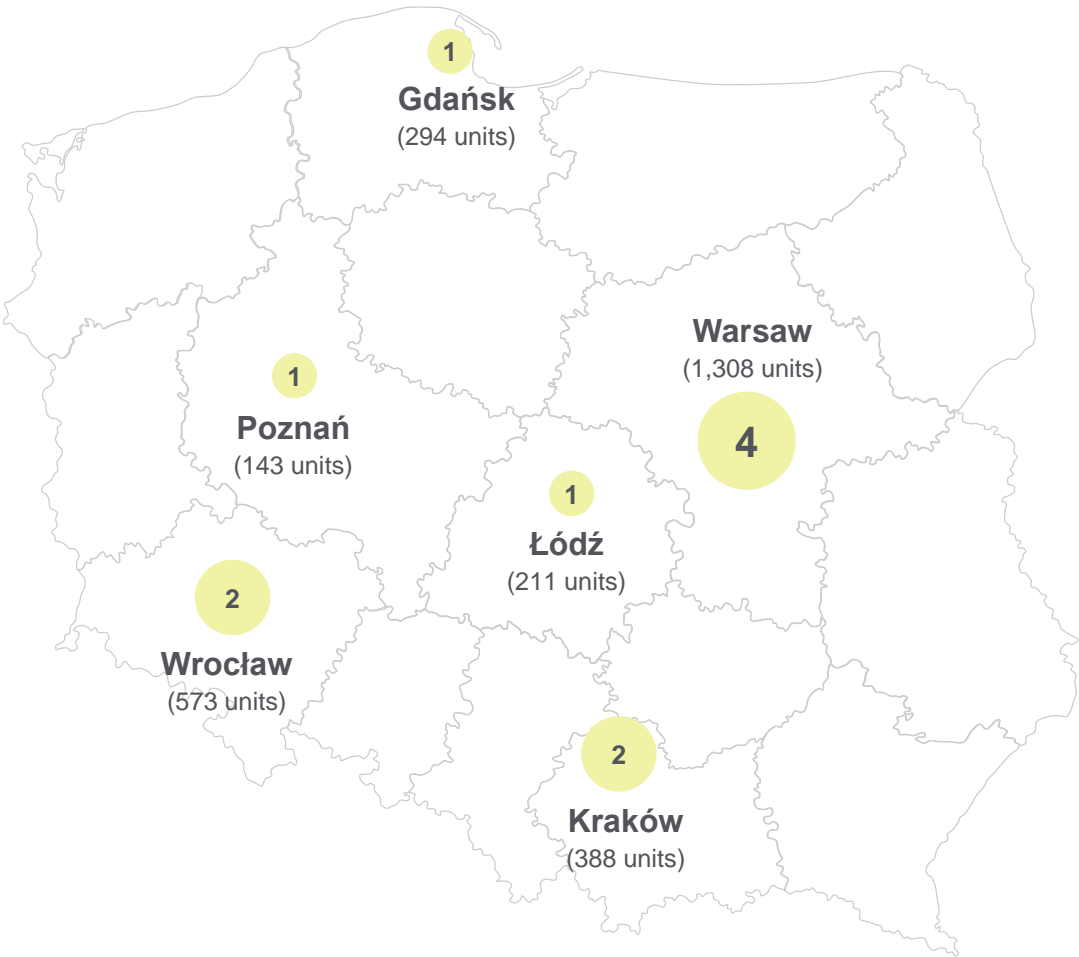 1
Gdańsk
(294 units)
Warsaw
(1,308 units)
4
1
Poznań
(143 units)
1
Łódź
(211 units)
2
Wrocław
(573 units)
2
Kraków
(388 units)